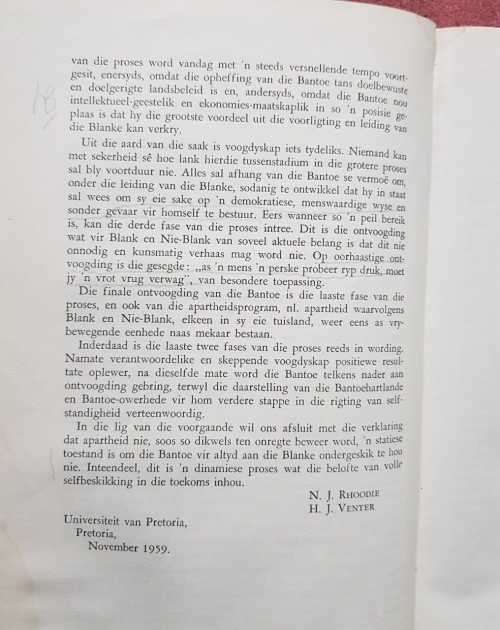 van die proses word vandag met 'n steeds versnellende tempo voort-
gesit, enersyds, omdat die opheffing van die Bantoe tans doelbewuste
en doelgerigte landsbeleid is en, andersyds, omdat die Bantoe nou
intellektueel-geestelik en ekonomies-maatskaplik in so 'n posisie ge-
plaas is dat hy die grootste voordeel uit die voorligting en leiding van
die Blanke kan verkry.
Uit die aard van die saak is voogdyskap iets tydeliks. Niemand kan
met sekerheid sê hoe lank hierdie tussenstadium in die grotere proses
sal bly voortduur nie. Alles sal afhang van die Bantoe se vermoë om,
onder die leiding van die Blanke, sodanig te ontwikkel dat hy in staat
sal wees om sy eie sake op 'n demokratiese, menswaardige wyse en
sonder gevaar vir homself te bestuur. Eers wanneer so 'n peil bereik
is, kan die derde fase van die proses intree. Dit is die ontvoogding
wat vir Blank en Nie-Blank van soveel aktuele belang is dat dit nie
onnodig en kunsmatig verhaas mag word nie. Op oorhaastige ont-
voogding is die gesegde: „as 'n mens 'n perske probeer ryp druk, moet
jy 'n vrot vrug verwag", van besondere toepassing.
Die finale ontvoogding van die Bantoe is die laaste fase van die
proses, en ook van die apartheidsprogram, nl. apartheid waarvolgens
Blank en Nie-Blank, elkeen in sy eie tuisland, weer eens as vry-
bewegende eenhede naas mekaar bestaan.
Inderdaad is die laaste twee fases van die proses reeds in wording.
Namate verantwoordelike en skeppende voogdyskap positiewe resul-
tate oplewer, na dieselfde mate word die Bantoe telkens nader aan
ontvoogding gebring, terwyl die daarstelling van die Bantoehartlande
en Bantoe-owerhede vir hom verdere stappe in die rigting van self-
standigheid verteenwoordig.
In die lig van die voorgaande wil ons afsluit met die verklaring
dat apartheid nie, soos so dikwels ten onregte beweer word, 'n statiese
toestand is om die Bantoe vir altyd aan die Blanke ondergeskik te hou
nie. Inteendeel, dit is 'n dinamiese proses wat die belofte van volle
selfbeskikking in die toekoms inhou.
N. J. RHOODIE
H. J. VENTER
Universiteit van Pretoria,
Pretoria,
November 1959.